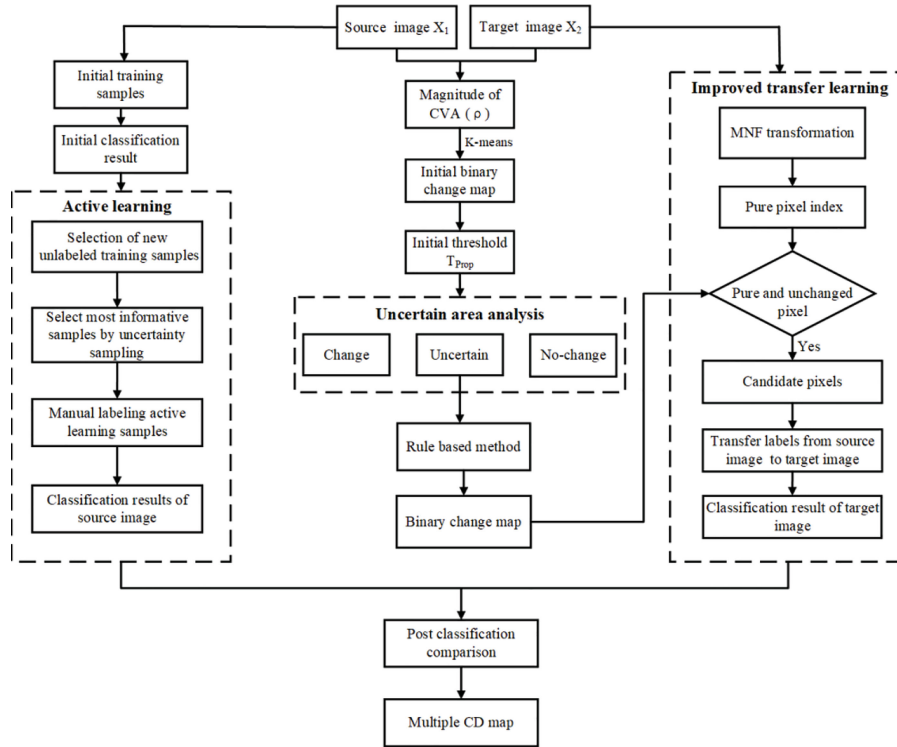 Source image X₁
Target image X₂
Initial training
samples
Initial classification
result
Active learning
Selection of new
unlabeled training samples
Select most informative
samples by uncertainty
sampling
Manual labeling active
learning samples
Classification results of
source image
Magnitude of
CVA ( ρ )
K-means
Initial binary
change map
Initial threshold
T_Prop
Uncertain area analysis
Change
Uncertain
No-change
Rule based method
Binary change map
Improved transfer learning
MNF transformation
Pure pixel index
Pure and unchanged
pixel
Yes
Candidate pixels
Transfer labels from source
image to target image
Classification result of target
image
Post classification
comparison
Multiple CD map